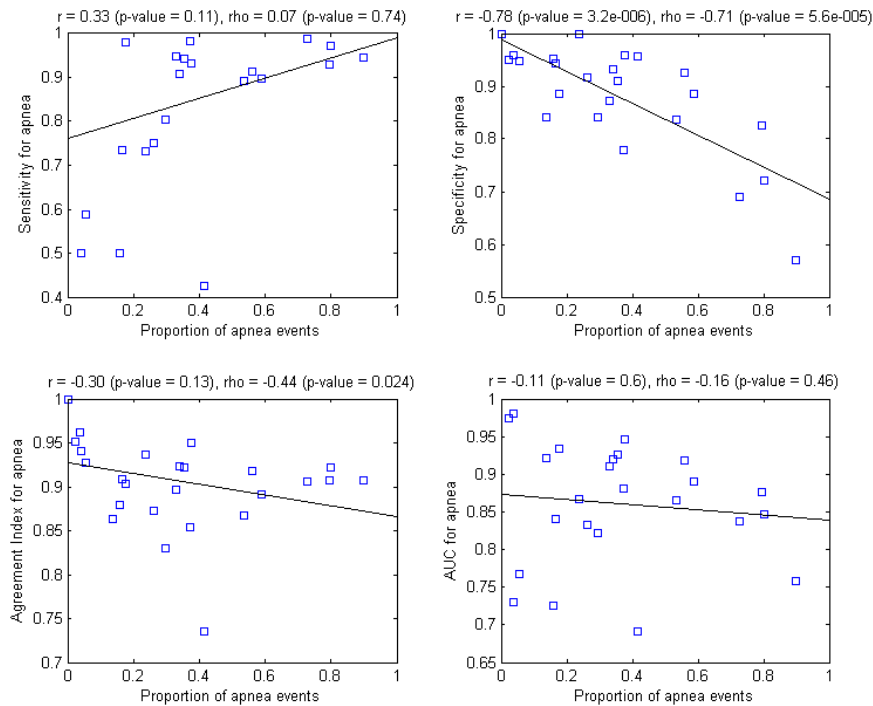 r = 0.33 (p-value = 0.11), rho = 0.07 (p-value = 0.74)
1
0.9
0.8
0.7
0.6
0.5
0.4
Sensitivity for apnea
0 0.2 0.4 0.6 0.8 1
Proportion of apnea events
r = -0.78 (p-value = 3.2e-006), rho = -0.71 (p-value = 5.6e-005)
1
0.9
0.8
0.7
0.6
0.5
Specificity for apnea
0 0.2 0.4 0.6 0.8 1
Proportion of apnea events
r = -0.30 (p-value = 0.13), rho = -0.44 (p-value = 0.024)
1
0.95
0.9
0.85
0.8
0.75
0.7
Agreement Index for apnea
0 0.2 0.4 0.6 0.8 1
Proportion of apnea events
r = -0.11 (p-value = 0.6), rho = -0.16 (p-value = 0.46)
1
0.95
0.9
0.85
0.8
0.75
0.7
0.65
AUC for apnea
0 0.2 0.4 0.6 0.8 1
Proportion of apnea events